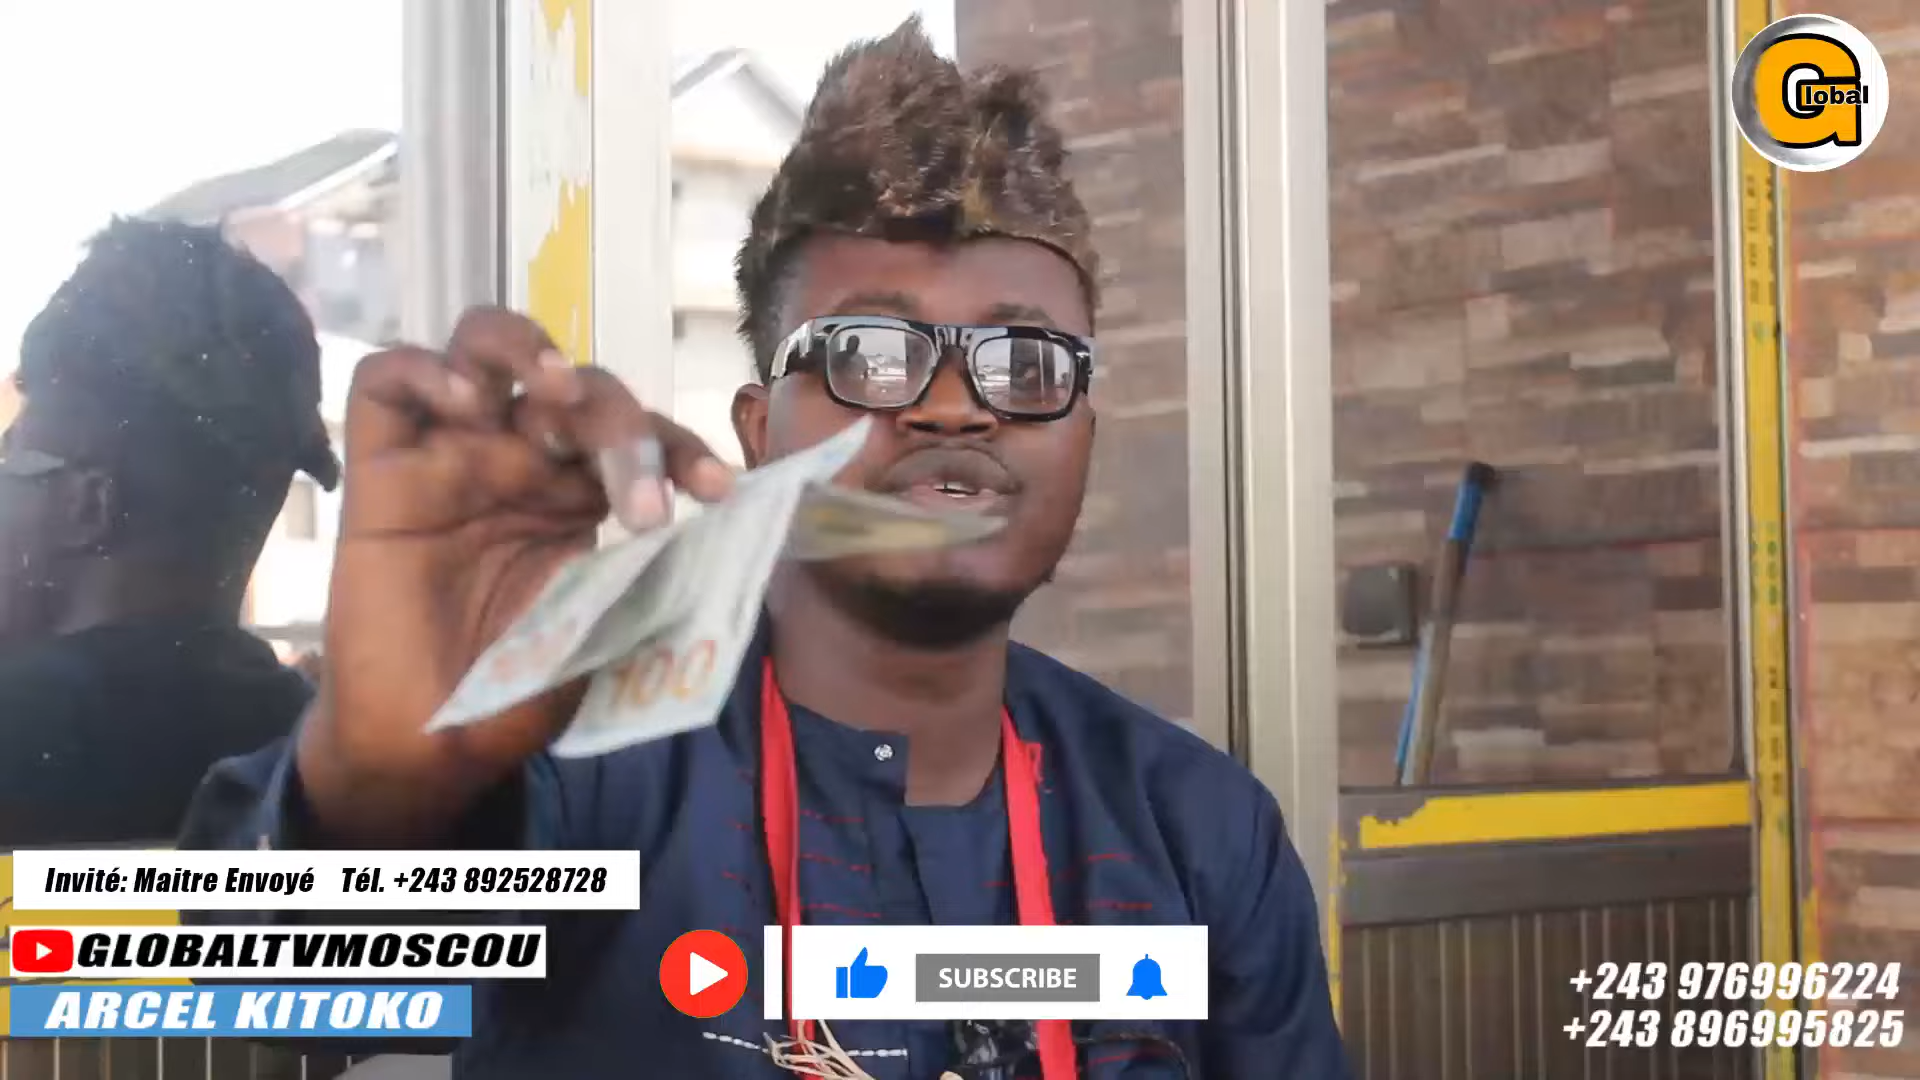 Global
100
Invité: Maitre Envoyé Tél. +243 892528728
GLOBALTVMOSCOU
ARCEL KITOKO
SUBSCRIBE
+243 976996224
+243 896995825